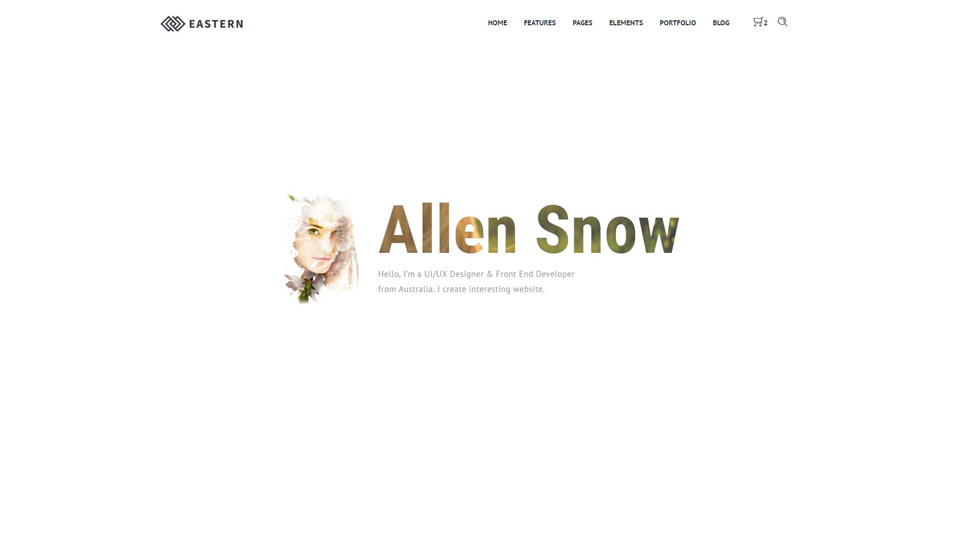 EASTERN
HOME FEATURES PAGES ELEMENTS PORTFOLIO BLOG 2
Allen Snow
Hello, I'm a UI/UX Designer & Front End Developer
from Australia. I create interesting website.